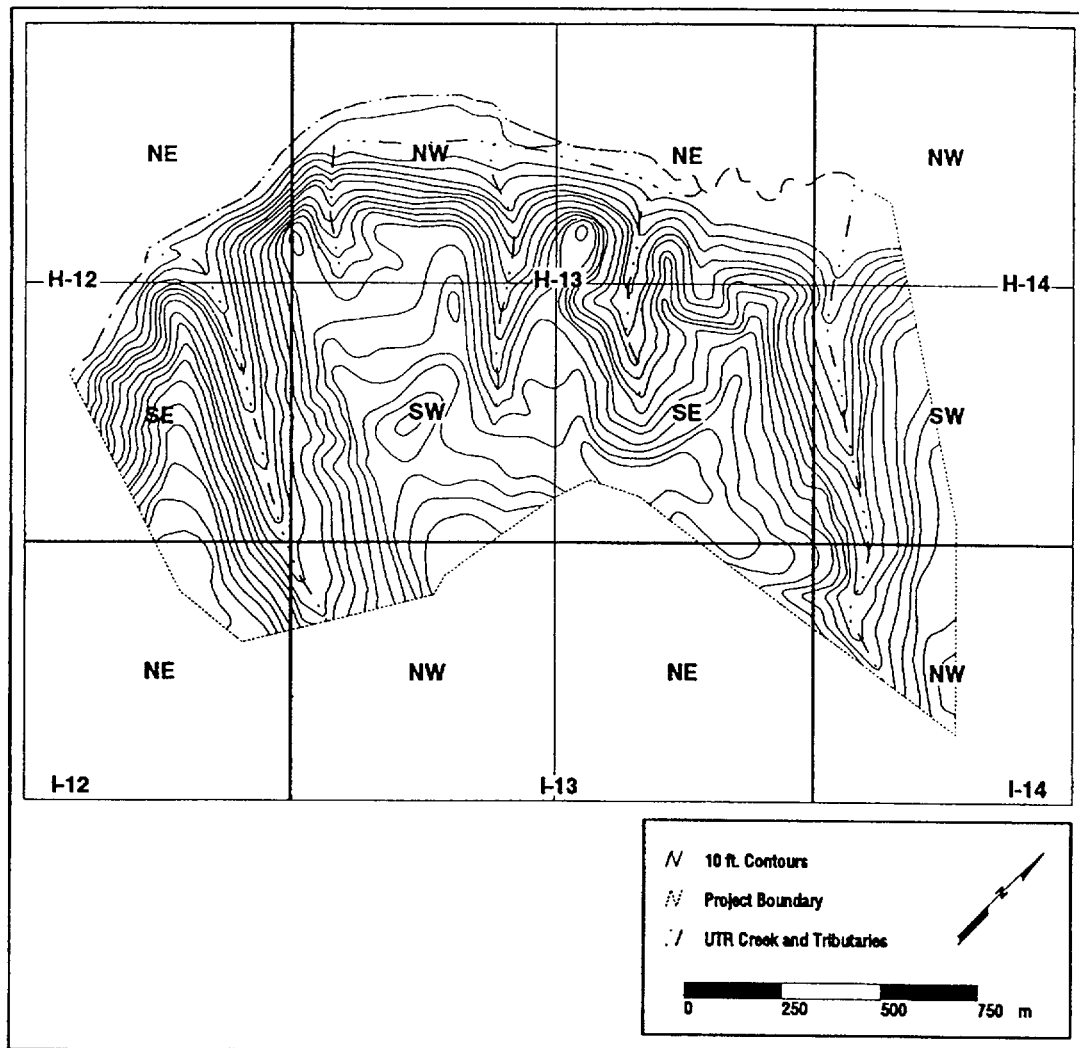 NE NW NE NW
H-12 H-13 H-14
SE SW SE SW
NE NW NE NW
I-12 I-13 I-14
10 ft. Contours
N
Project Boundary
UTR Creek and Tributaries
0 250 500 750 m